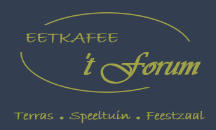 EETKAFEE
't Forum
Terras . Speeltuin . Feestzaal